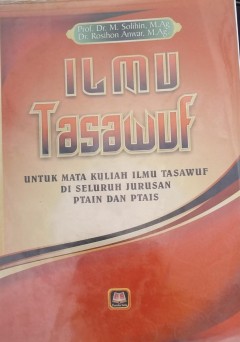 Prof. Dr. M. Solihin, M.Ag
Dr. Rosihon Anwar, M.Ag
ILMU
Tasawuf
UNTUK MATA KULIAH ILMU TASAWUF
DI SELURUH JURUSAN
PTAIN DAN PTAIS